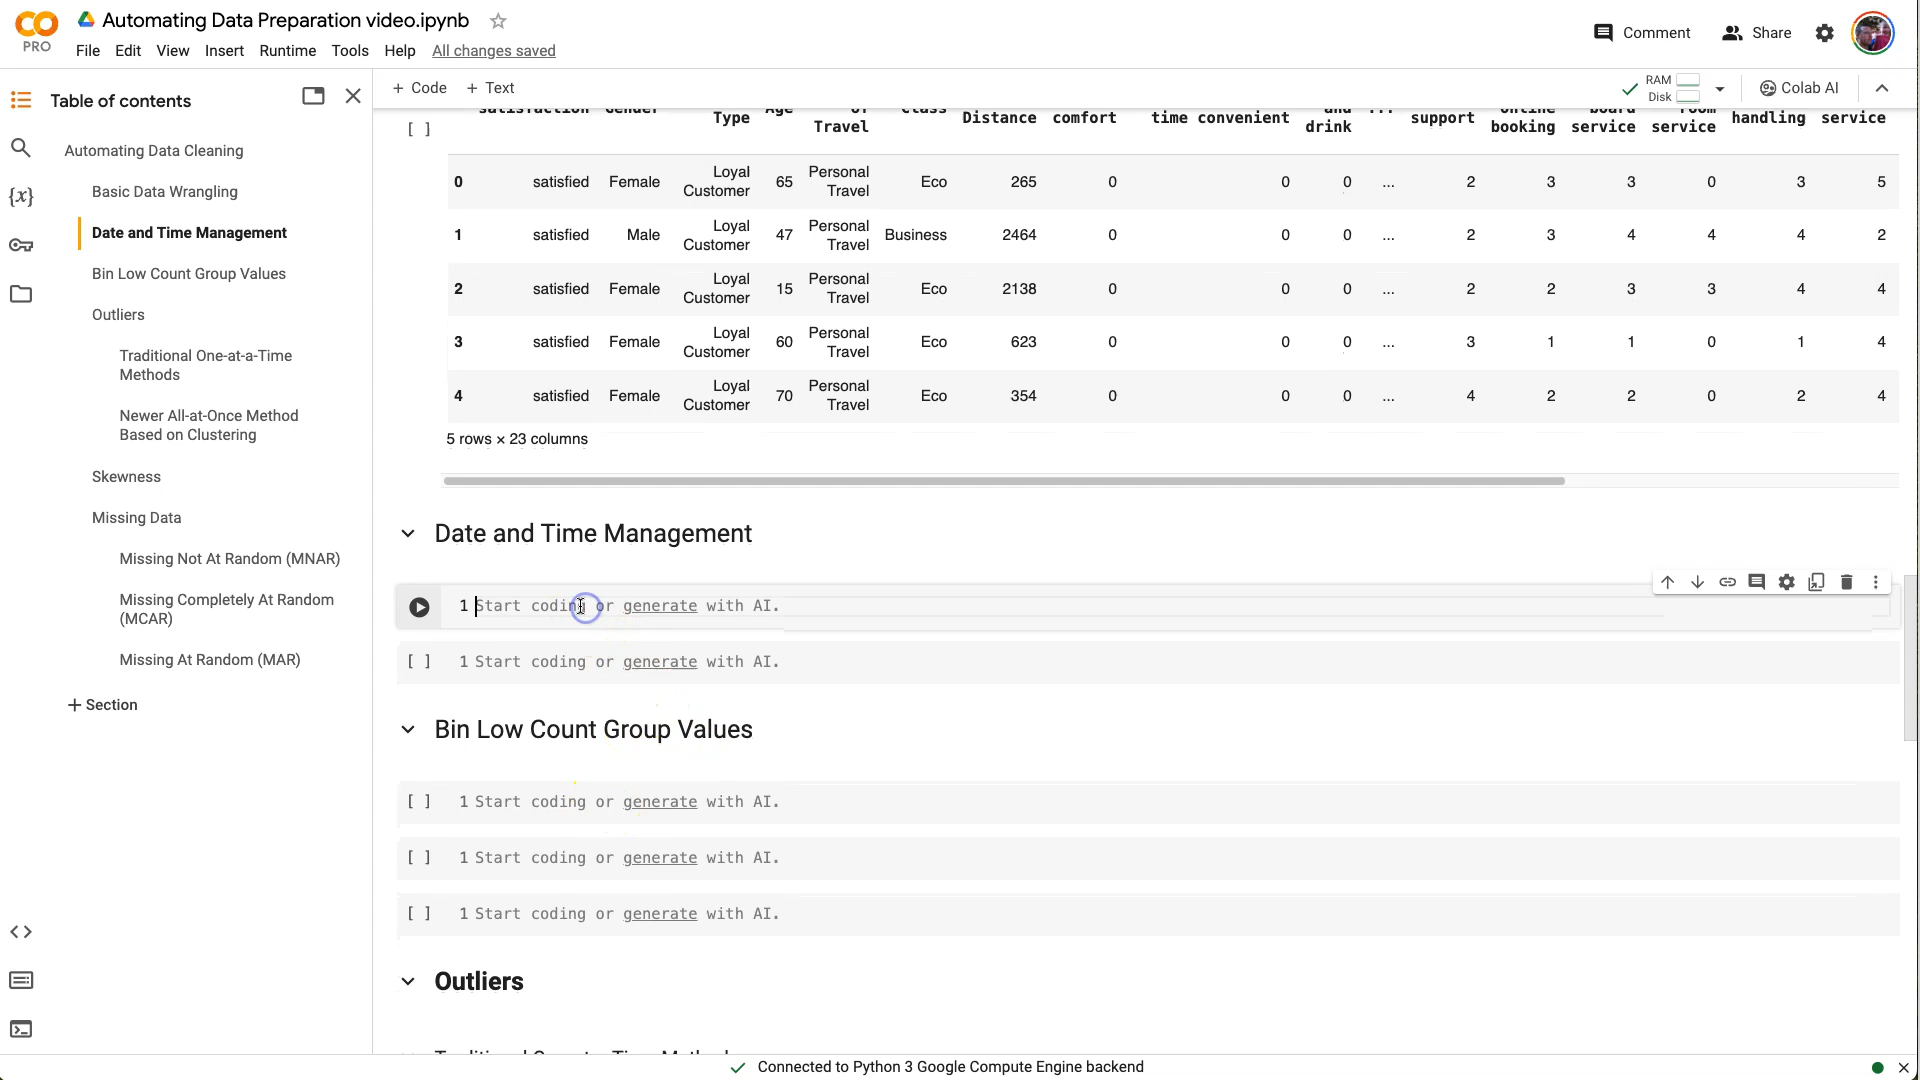 Automating Data Preparation video.ipynb
PRO
File Edit View Insert Runtime Tools Help All changes saved
Comment Share
Table of contents
+ Code + Text
RAM
Disk
Colab AI
Automating Data Cleaning
Basic Data Wrangling
Date and Time Management
Bin Low Count Group Values
Outliers
Traditional One-at-a-Time
Methods
Newer All-at-Once Method
Based on Clustering
Skewness
Missing Data
Missing Not At Random (MNAR)
Missing Completely At Random
(MCAR)
Missing At Random (MAR)
+ Section
{x}
[ ]
satisfaction Gender Type Age of Travel Class Distance comfort time convenient and drink ... support online booking board service room service handling service
0 satisfied Female Loyal Customer 65 Personal Travel Eco 265 0 0 0 ... 2 3 3 0 3 5
1 satisfied Male Loyal Customer 47 Personal Travel Business 2464 0 0 0 ... 2 3 4 4 4 2
2 satisfied Female Loyal Customer 15 Personal Travel Eco 2138 0 0 0 ... 2 2 3 3 4 4
3 satisfied Female Loyal Customer 60 Personal Travel Eco 623 0 0 0 ... 3 1 1 0 1 4
4 satisfied Female Loyal Customer 70 Personal Travel Eco 354 0 0 0 ... 4 2 2 0 2 4
5 rows × 23 columns
Date and Time Management
1 Start coding or generate with AI.
[ ] 1 Start coding or generate with AI.
Bin Low Count Group Values
[ ] 1 Start coding or generate with AI.
[ ] 1 Start coding or generate with AI.
[ ] 1 Start coding or generate with AI.
Outliers
Connected to Python 3 Google Compute Engine backend